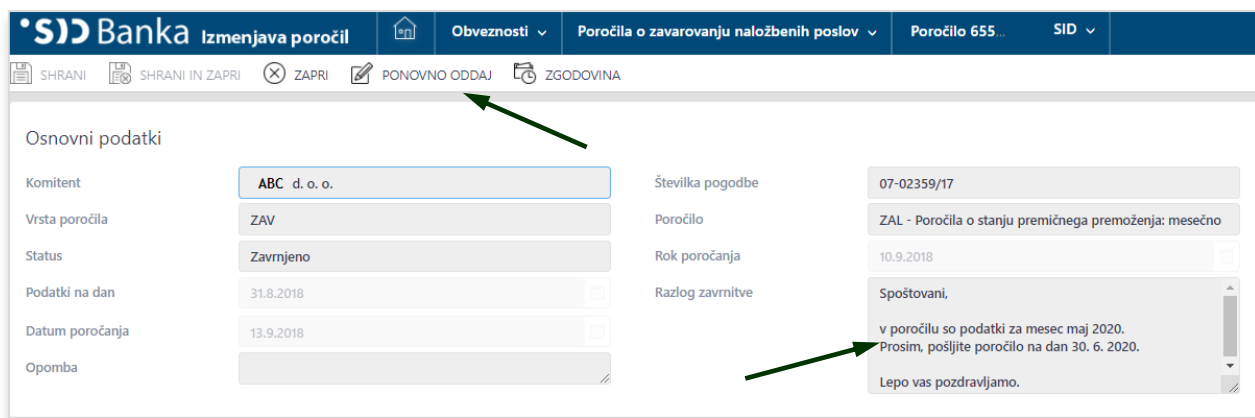 SID Banka Izmenjava poročil Obveznosti Poročila o zavarovanju naložbenih poslov Poročilo 655... SID
SHRANI SHRANI IN ZAPRI ZAPRI PONOVNO ODDAJ ZGODOVINA
Osnovni podatki
Komitent ABC d. o. o. Številka pogodbe 07-02359/17
Vrsta poročila ZAV Poročilo ZAL - Poročila o stanju premičnega premoženja: mesečno
Status Zavrnjeno Rok poročanja 10.9.2018
Podatki na dan 31.8.2018 Razlog zavrnitve Spoštovani,
Datum poročanja 13.9.2018 v poročilu so podatki za mesec maj 2020.
Prosim, pošljite poročilo na dan 30. 6. 2020.
Opomba Lepo vas pozdravljamo.